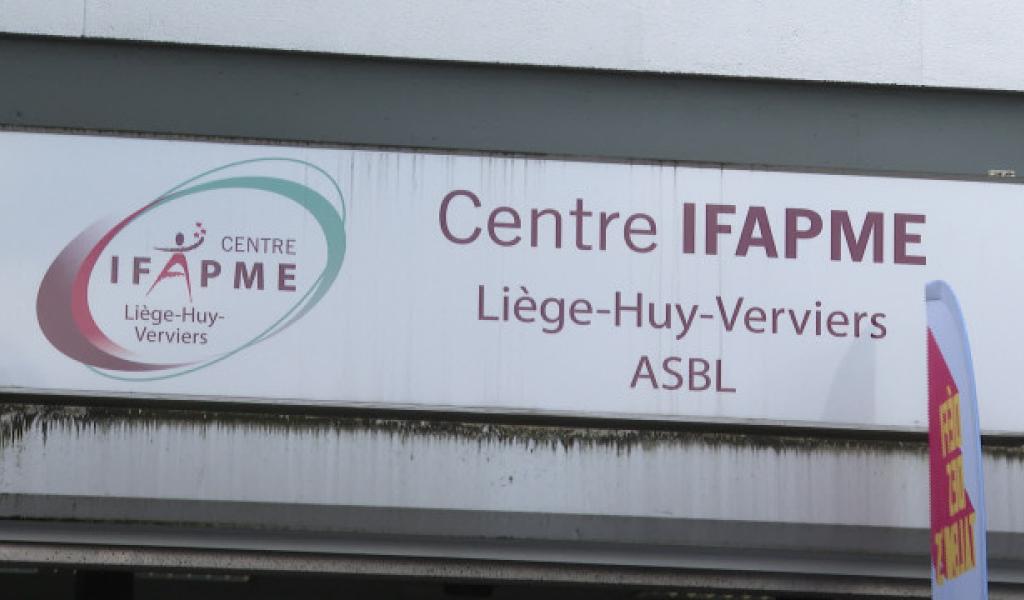 CENTRE
IFAPME
Liège-Huy-
Verviers
Centre IFAPME
Liège-Huy-Verviers
ASBL